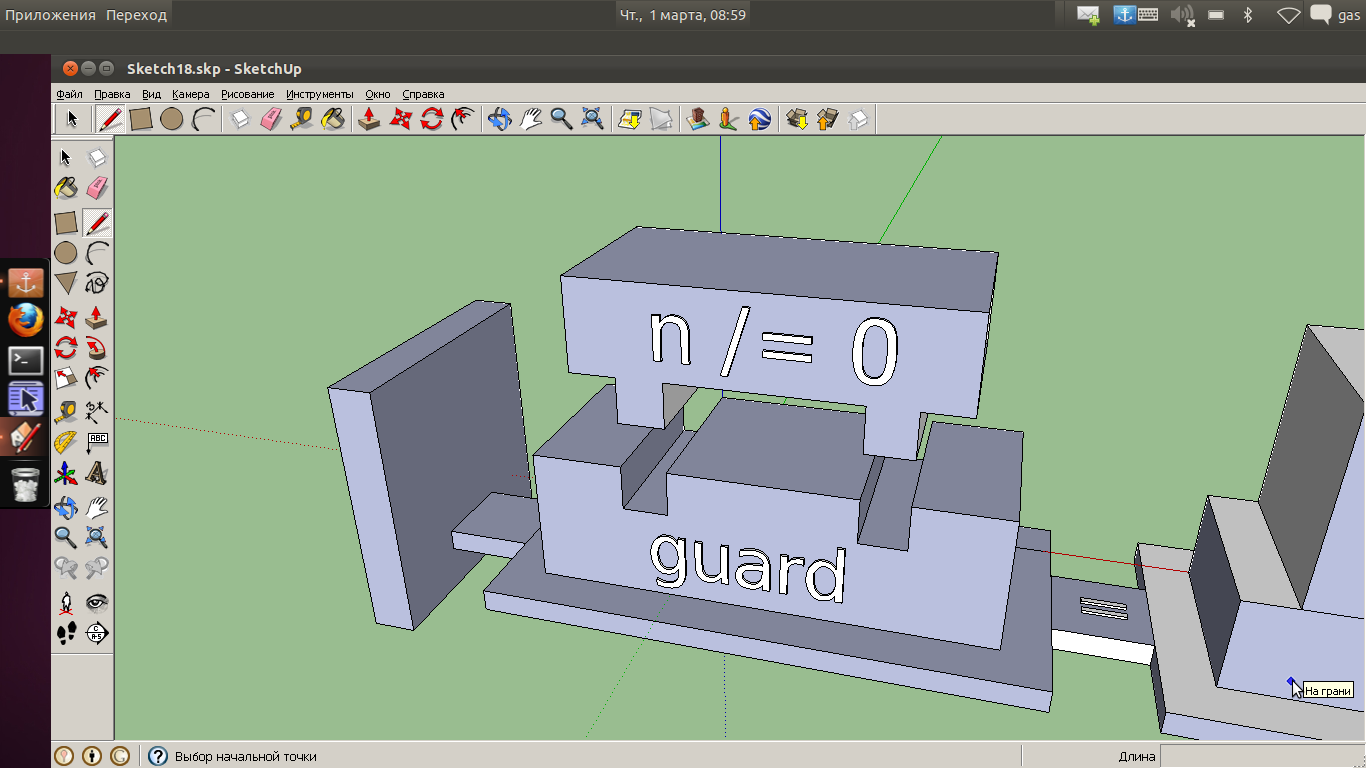 Приложения Переход
Чт., 1 марта, 08:59
gas
Sketch18.skp - SketchUp
Файл Правка Вид Камера Рисование Инструменты Окно Справка
ABC
n /= 0
guard
=
На грани
Выбор начальной точки
Длина